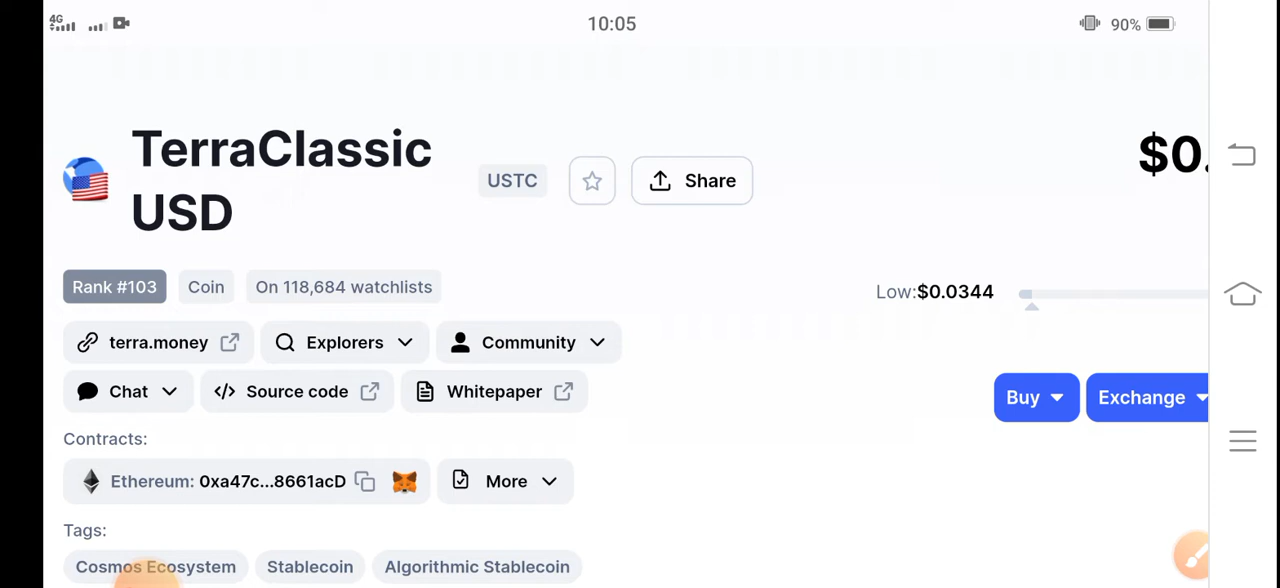 4G 10:05 90%
TerraClassic
USD
USTC Share
$0.
Rank #103 Coin On 118,684 watchlists
Low:$0.0344
terra.money Explorers Community
Chat Source code Whitepaper
Buy Exchange
Contracts:
Ethereum: 0xa47c...8661acD More
Tags:
Cosmos Ecosystem Stablecoin Algorithmic Stablecoin